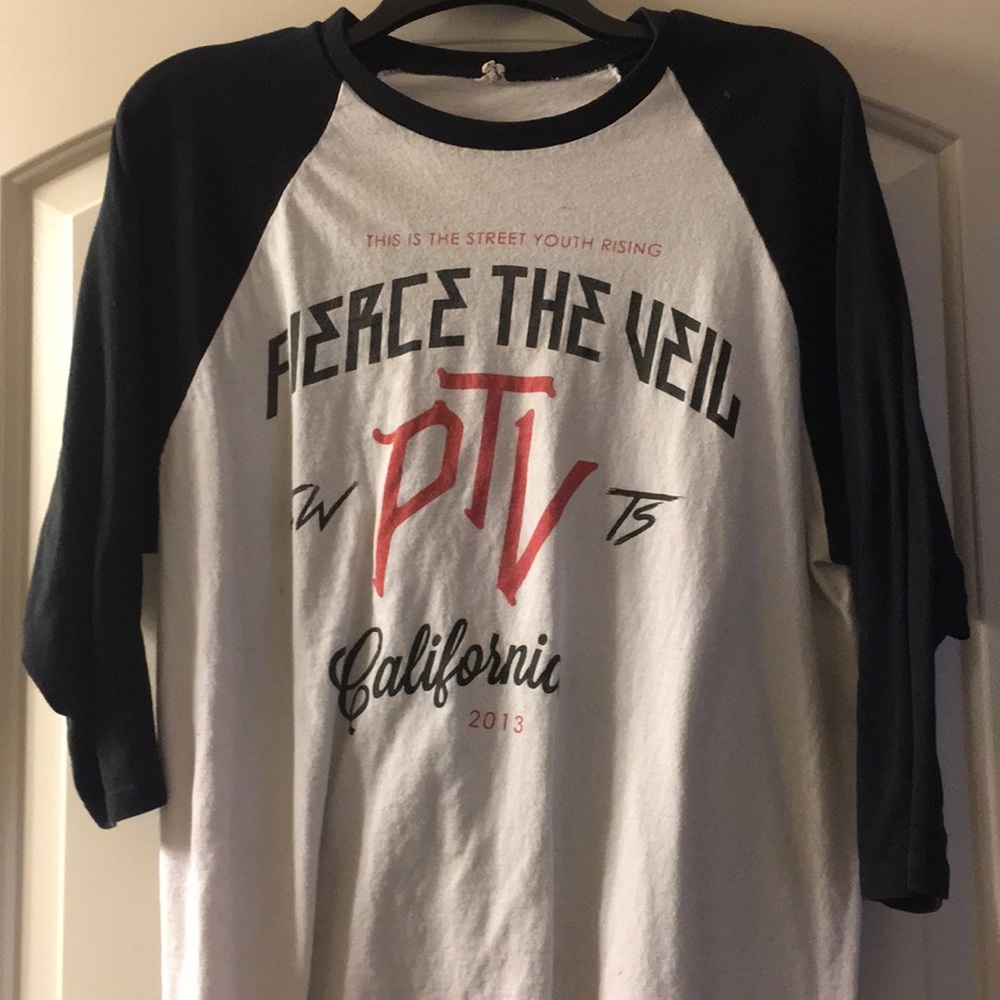 THIS IS THE STREET YOUTH RISING
PIERCE THE VEIL
PTV
CW TS
California
2013